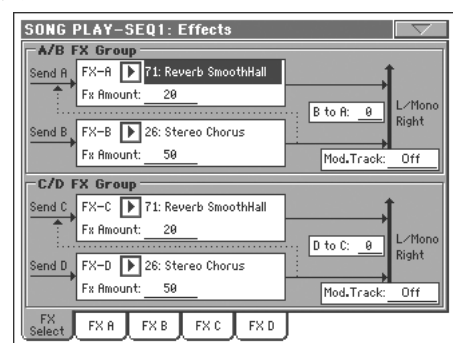 SONG PLAY-SEQ1: Effects
A/B FX Group
Send A
FX-A
71: Reverb SmoothHall
Fx Amount: 20
B to A: 0
L/Mono
Right
Send B
FX-B
26: Stereo Chorus
Fx Amount: 50
Mod.Track: Off
C/D FX Group
Send C
FX-C
71: Reverb SmoothHall
Fx Amount: 20
D to C: 0
L/Mono
Right
Send D
FX-D
26: Stereo Chorus
Fx Amount: 50
Mod.Track: Off
FX
Select
FX A
FX B
FX C
FX D